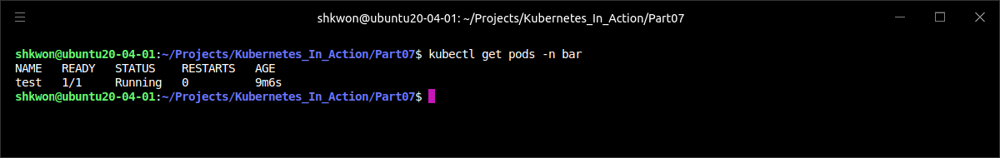 shkwon@ubuntu20-04-01: ~/Projects/Kubernetes_In_Action/Part07
shkwon@ubuntu20-04-01:~/Projects/Kubernetes_In_Action/Part07$ kubectl get pods -n bar
NAME   READY   STATUS    RESTARTS   AGE
test   1/1     Running   0          9m6s
shkwon@ubuntu20-04-01:~/Projects/Kubernetes_In_Action/Part07$